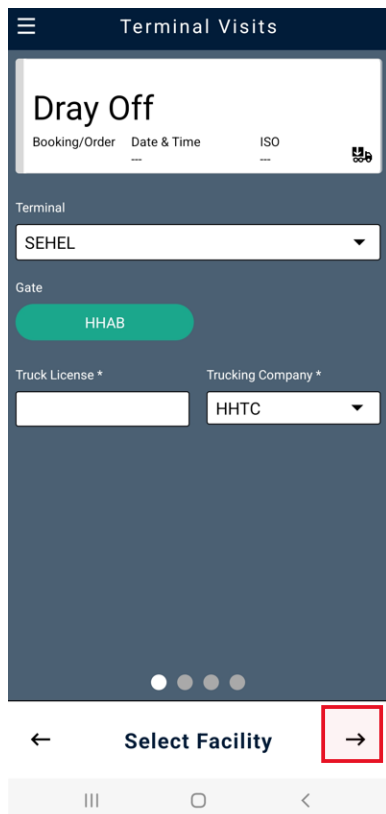 Terminal Visits
Dray Off
Booking/Order Date & Time ISO
--- ---
Terminal
SEHEL
Gate
HHAB
Truck License * Trucking Company *
HHTC
Select Facility